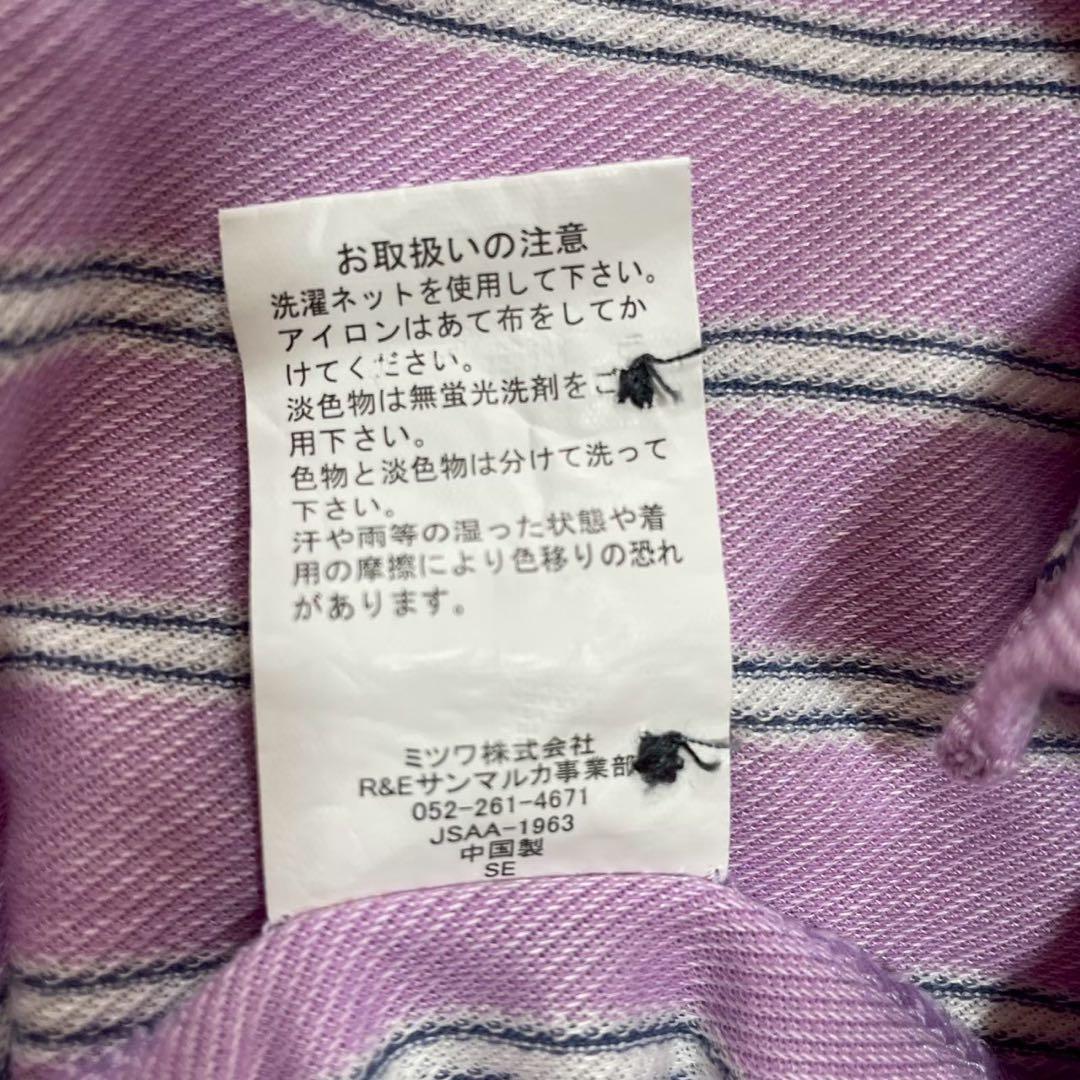 お取扱いの注意
洗濯ネットを使用して下さい。
アイロンはあて布をしてか
けてください。
淡色物は無蛍光洗剤をご
用下さい。
色物と淡色物は分けて洗って
下さい。
汗や雨等の湿った状態や着
用の摩擦により色移りの恐れ
があります。
ミツワ株式会社
R&Eサンマルカ事業部
052-261-4671
JSAA-1963
中国製
SE